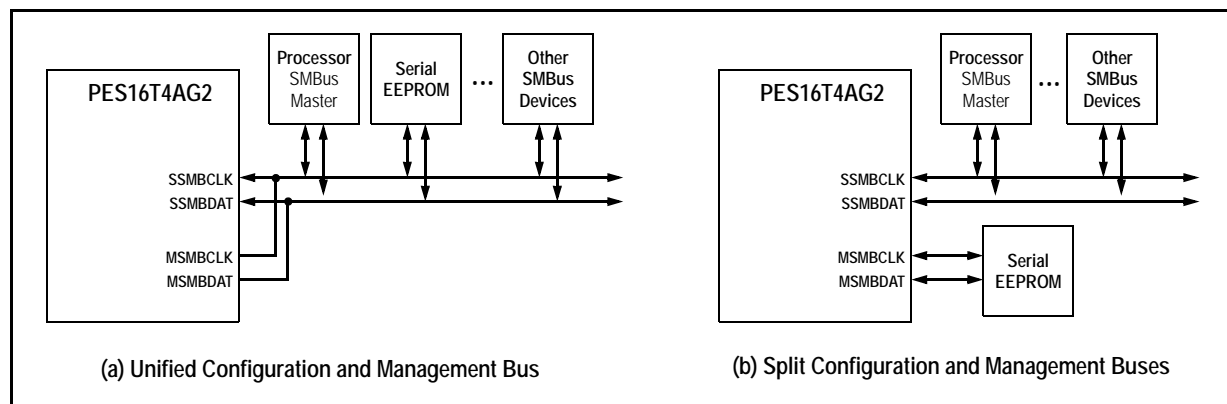 PES16T4AG2
Processor
SMBus
Master
Serial
EEPROM
...
Other
SMBus
Devices
SSMBCLK
SSMBDAT
MSMBCLK
MSMBDAT
(a) Unified Configuration and Management Bus
PES16T4AG2
Processor
SMBus
Master
...
Other
SMBus
Devices
SSMBCLK
SSMBDAT
MSMBCLK
MSMBDAT
Serial
EEPROM
(b) Split Configuration and Management Buses